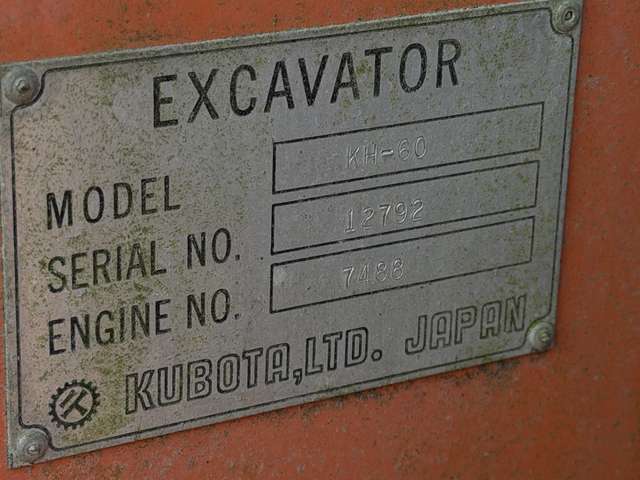 EXCAVATOR
MODEL KH-60
SERIAL NO. 12792
ENGINE NO. 7488
KUBOTA, LTD. JAPAN